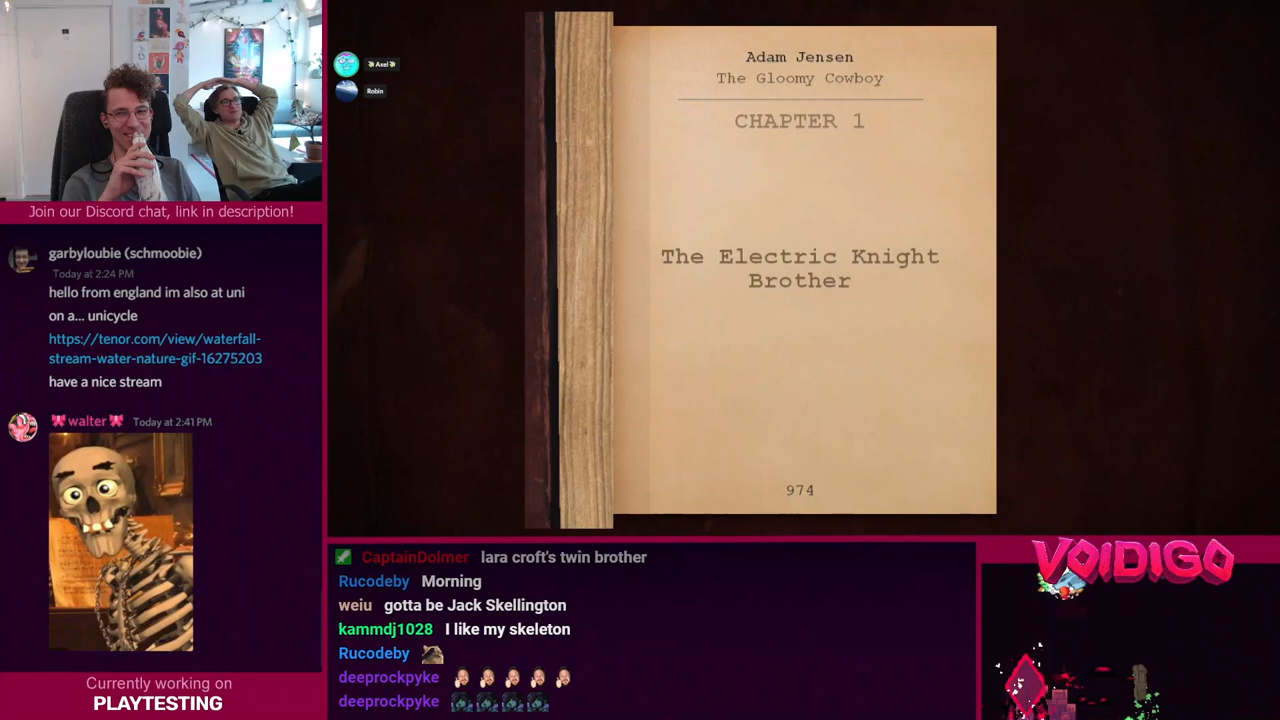 Join our Discord chat, link in description!
garbyloubie (schmoobie)
Today at 2:24 PM
hello from england im also at uni
on a... unicycle
https://tenor.com/view/waterfall-
stream-water-nature-gif-16275203
have a nice stream
walter Today at 2:41 PM
Currently working on
PLAYTESTING
Axel
Robin
Adam Jensen
The Gloomy Cowboy
CHAPTER 1
The Electric Knight
Brother
974
CaptainDolmer lara croft's twin brother
Rucodeby Morning
weiu gotta be Jack Skellington
kammdj1028 I like my skeleton
Rucodeby
deeprockpyke
deeprockpyke
VOIDIGO